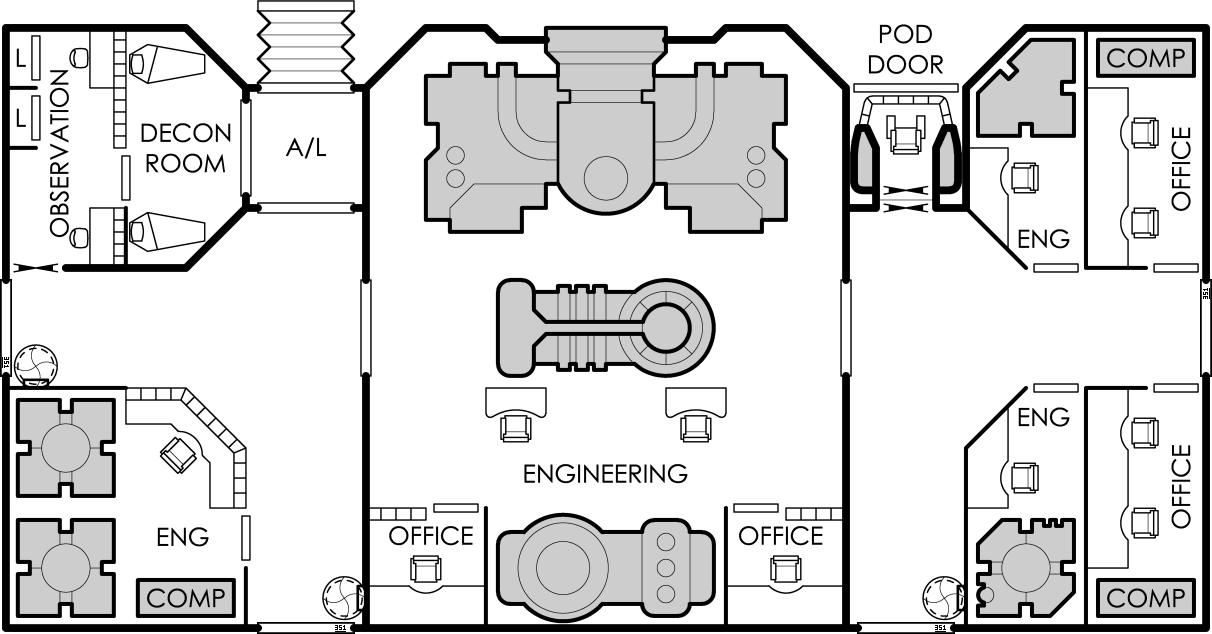 POD
DOOR
COMP
L
L
OBSERVATION
DECON
ROOM
A/L
OFFICE
ENG
351
351
ENG
ENGINEERING
OFFICE
OFFICE
OFFICE
ENG
COMP
COMP
351
351